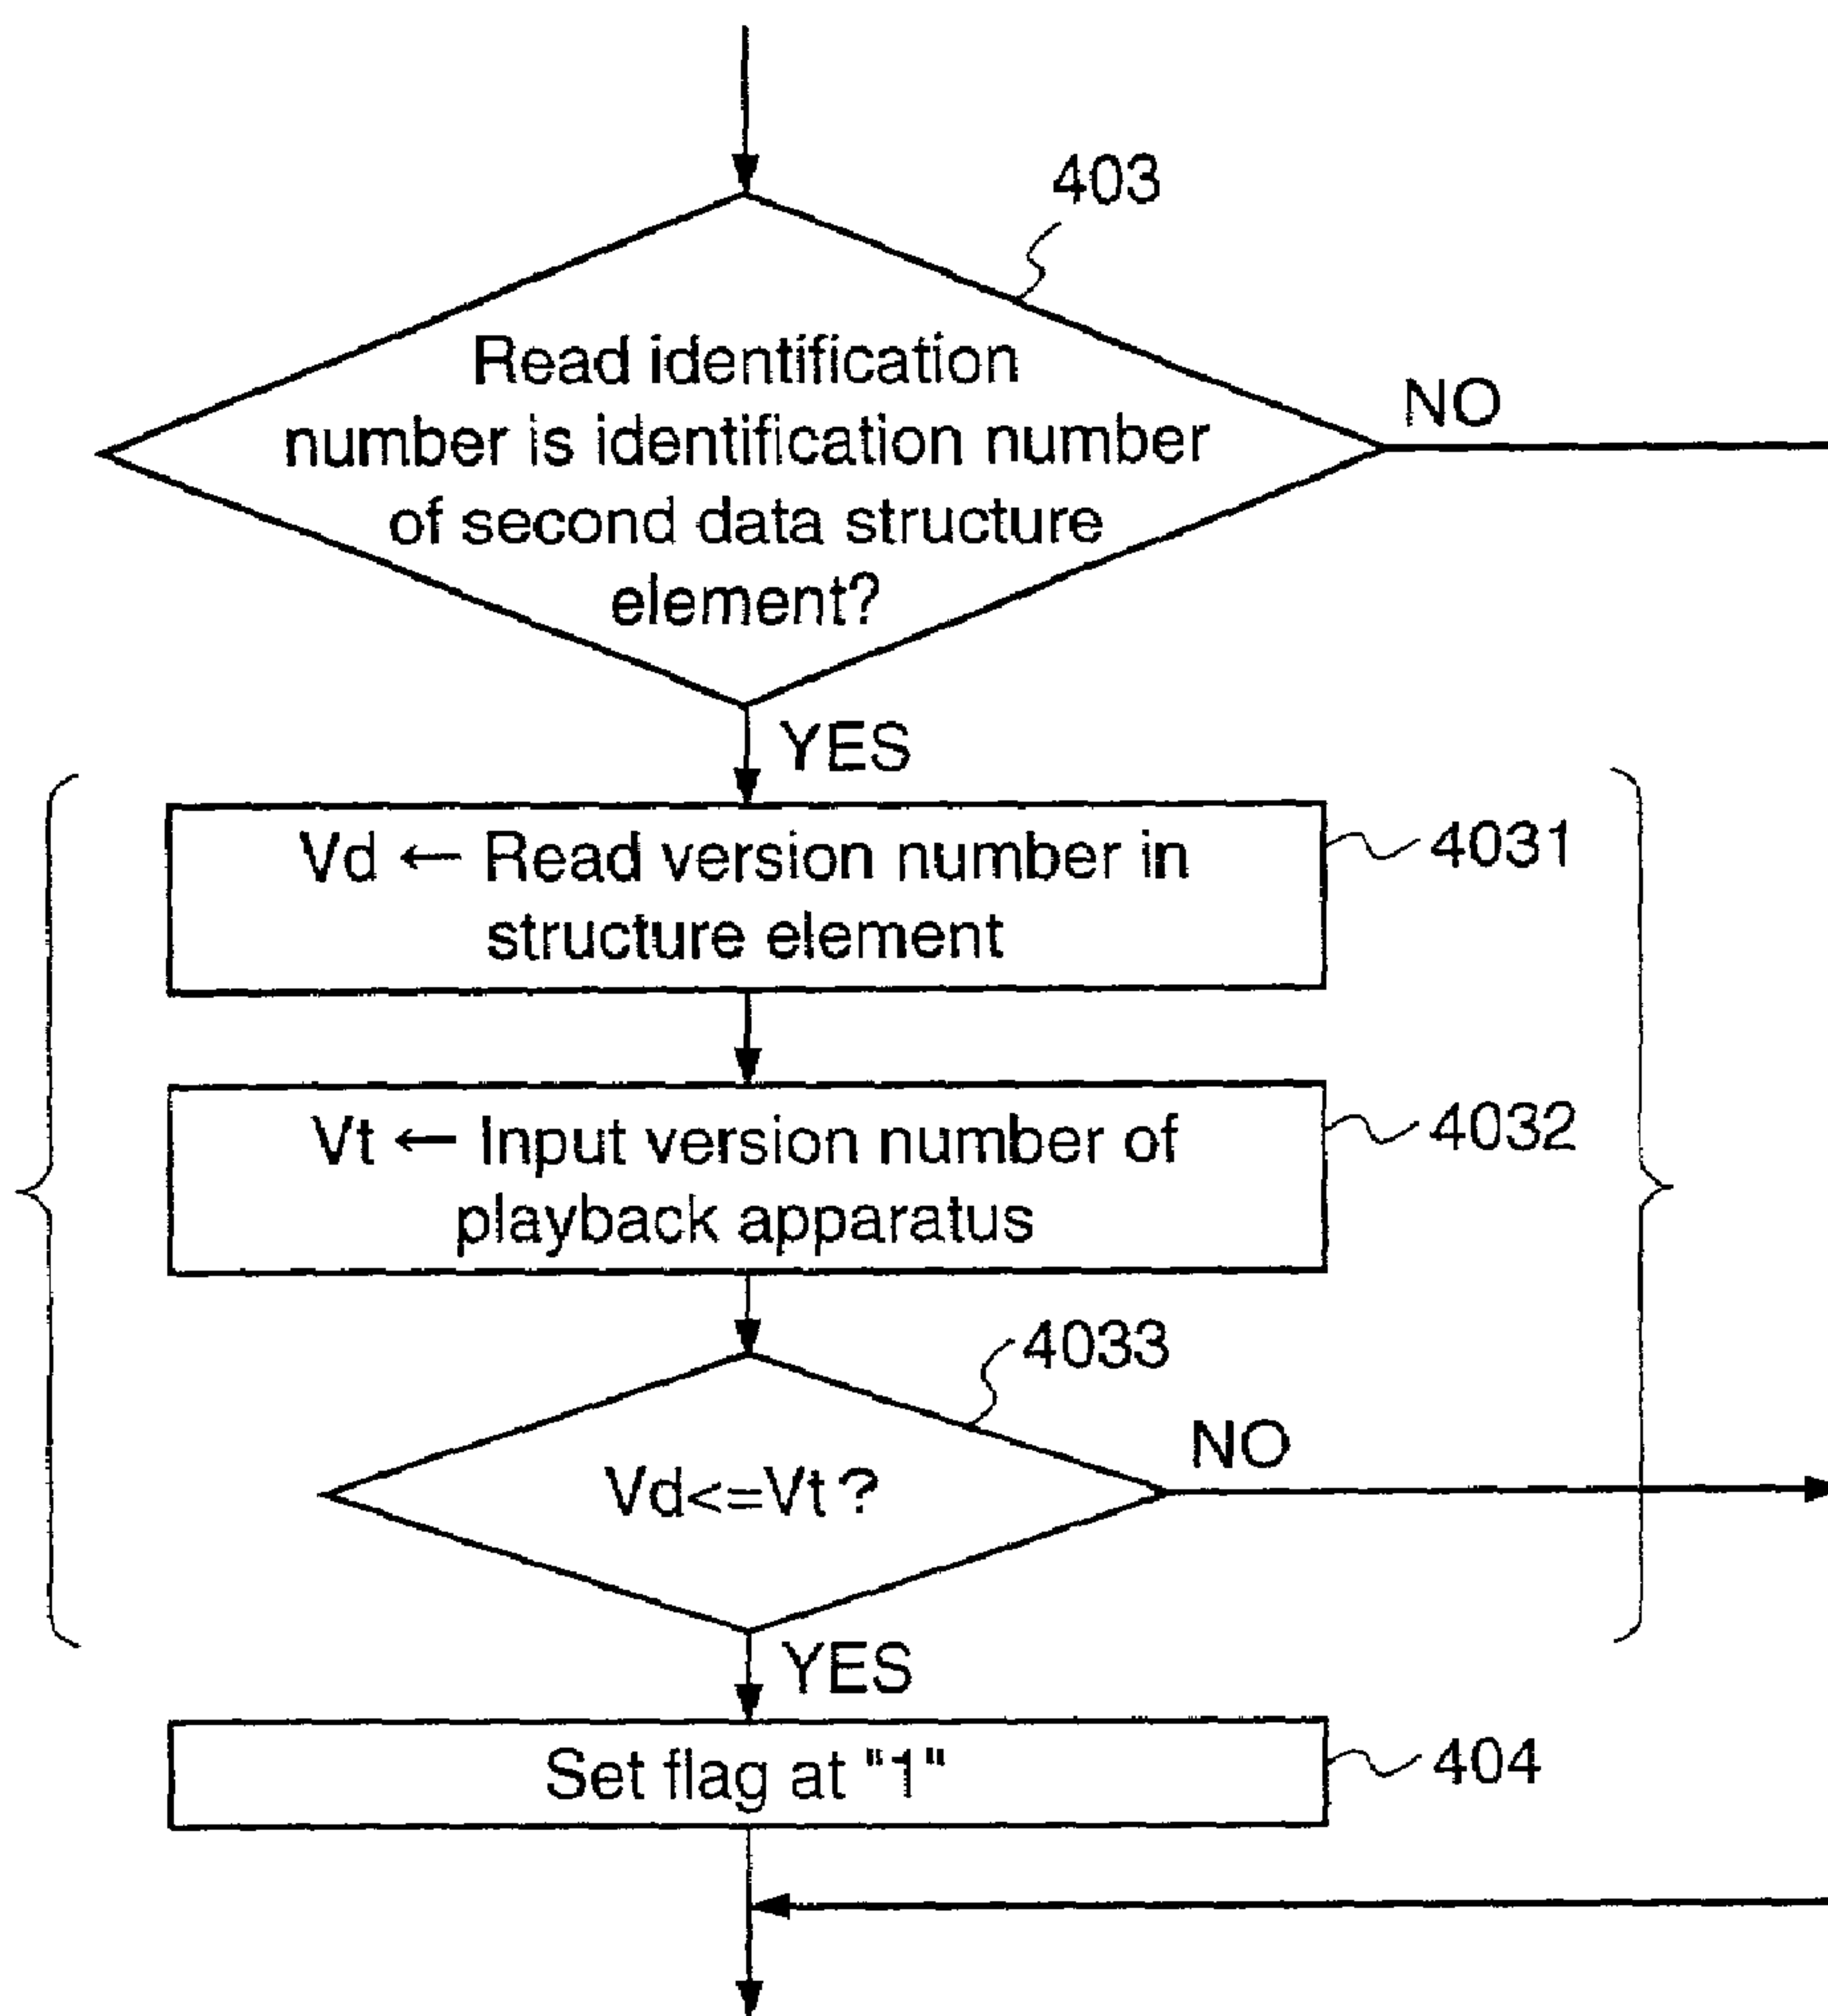 403
Read identification
number is identification number
of second data structure
element?
NO
YES
Vd ← Read version number in
structure element
4031
Vt ← Input version number of
playback apparatus
4032
4033
Vd<=Vt ?
NO
YES
Set flag at "1"
404